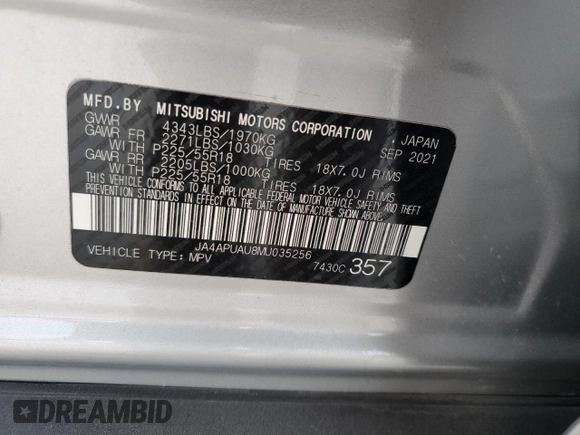 MFD.BY MITSUBISHI MOTORS CORPORATION
GVWR 4343LBS/1970KG , JAPAN
GAWR FR 2271LBS/1030KG SEP 2021
WITH P225/55R18 TIRES 18X7.0J RIMS
GAWR RR 2206LBS/1000KG
WITH P225/55R18 TIRES 18X7.0J RIMS
THIS VEHICLE CONFORMS TO ALL APPLICABLE FEDERAL MOTOR VEHICLE SAFETY AND THEFT
PREVENTION STANDARDS IN EFFECT ON THE DATE OF MANUFACTURE SHOWN ABOVE.
JA4APUAU8MU035256
VEHICLE TYPE: MPV 7430C 357
DREAMBID